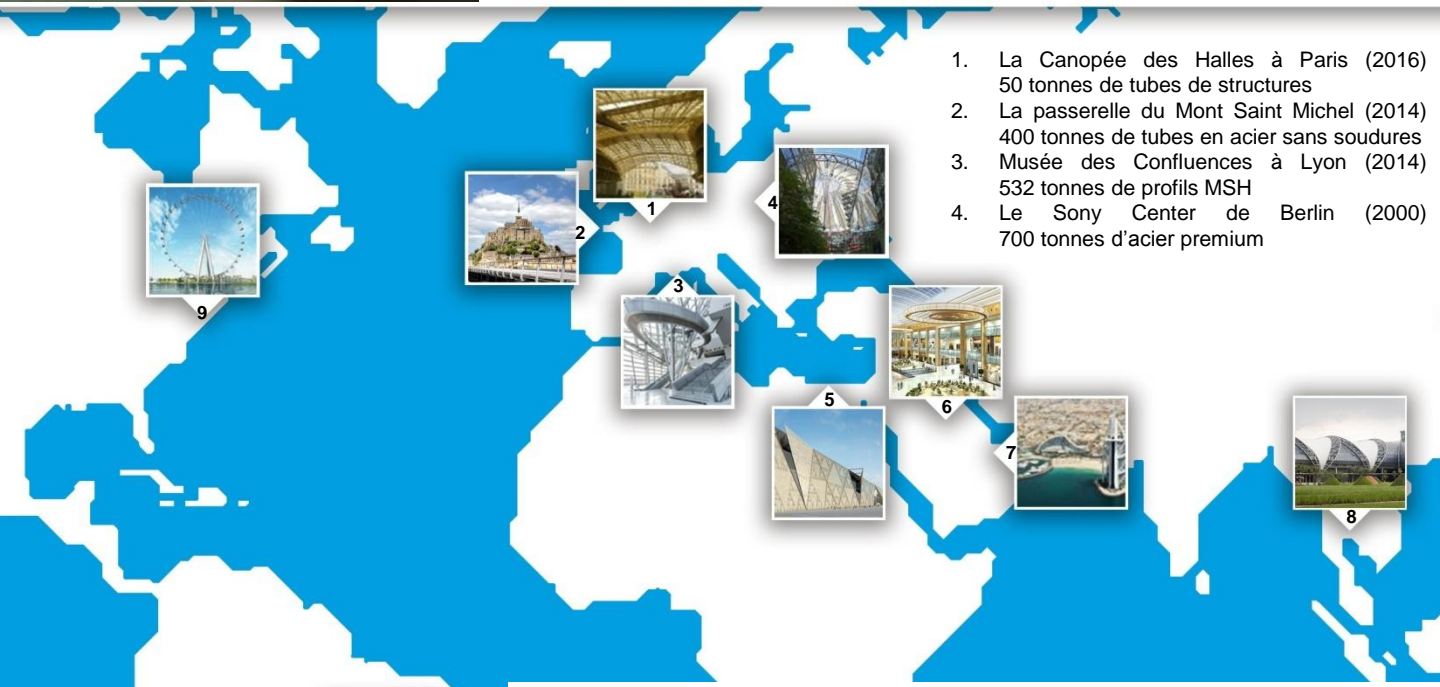 1. La Canopée des Halles à Paris (2016)
50 tonnes de tubes de structures
2. La passerelle du Mont Saint Michel (2014)
400 tonnes de tubes en acier sans soudures
3. Musée des Confluences à Lyon (2014)
532 tonnes de profils MSH
4. Le Sony Center de Berlin (2000)
700 tonnes d'acier premium
1
4
2
3
9
5
6
7
8